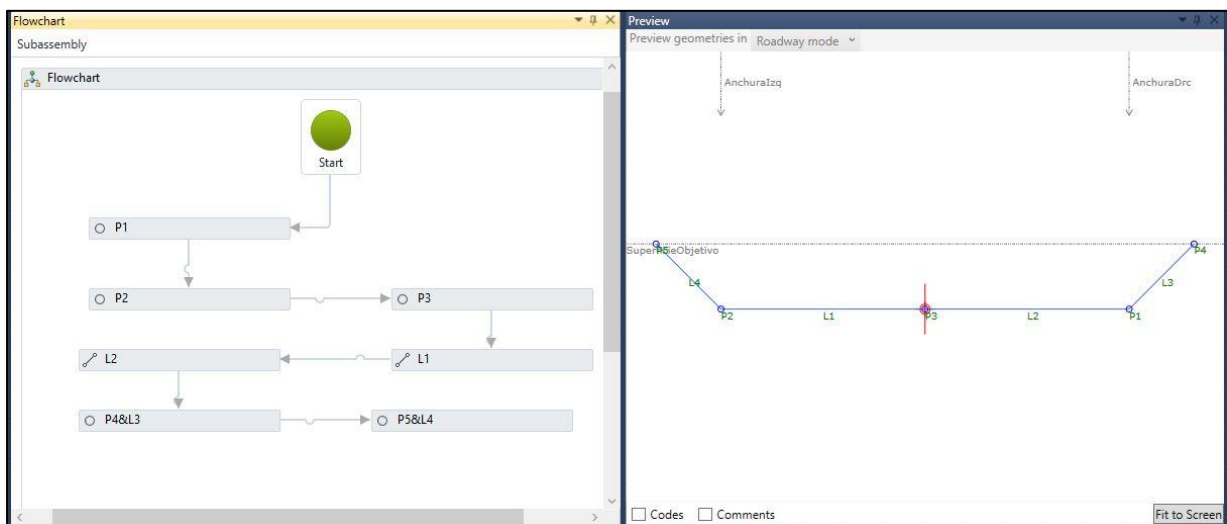 Flowchart
Subassembly
Flowchart
Start
P1
P2
P3
L2
L1
P4&L3
P5&L4
Preview
Preview geometries in Roadway mode
AnchuraIzq
AnchuraDrc
P5
P4
L4
L3
P2
L1
P3
L2
P1
Codes
Comments
Fit to Screen